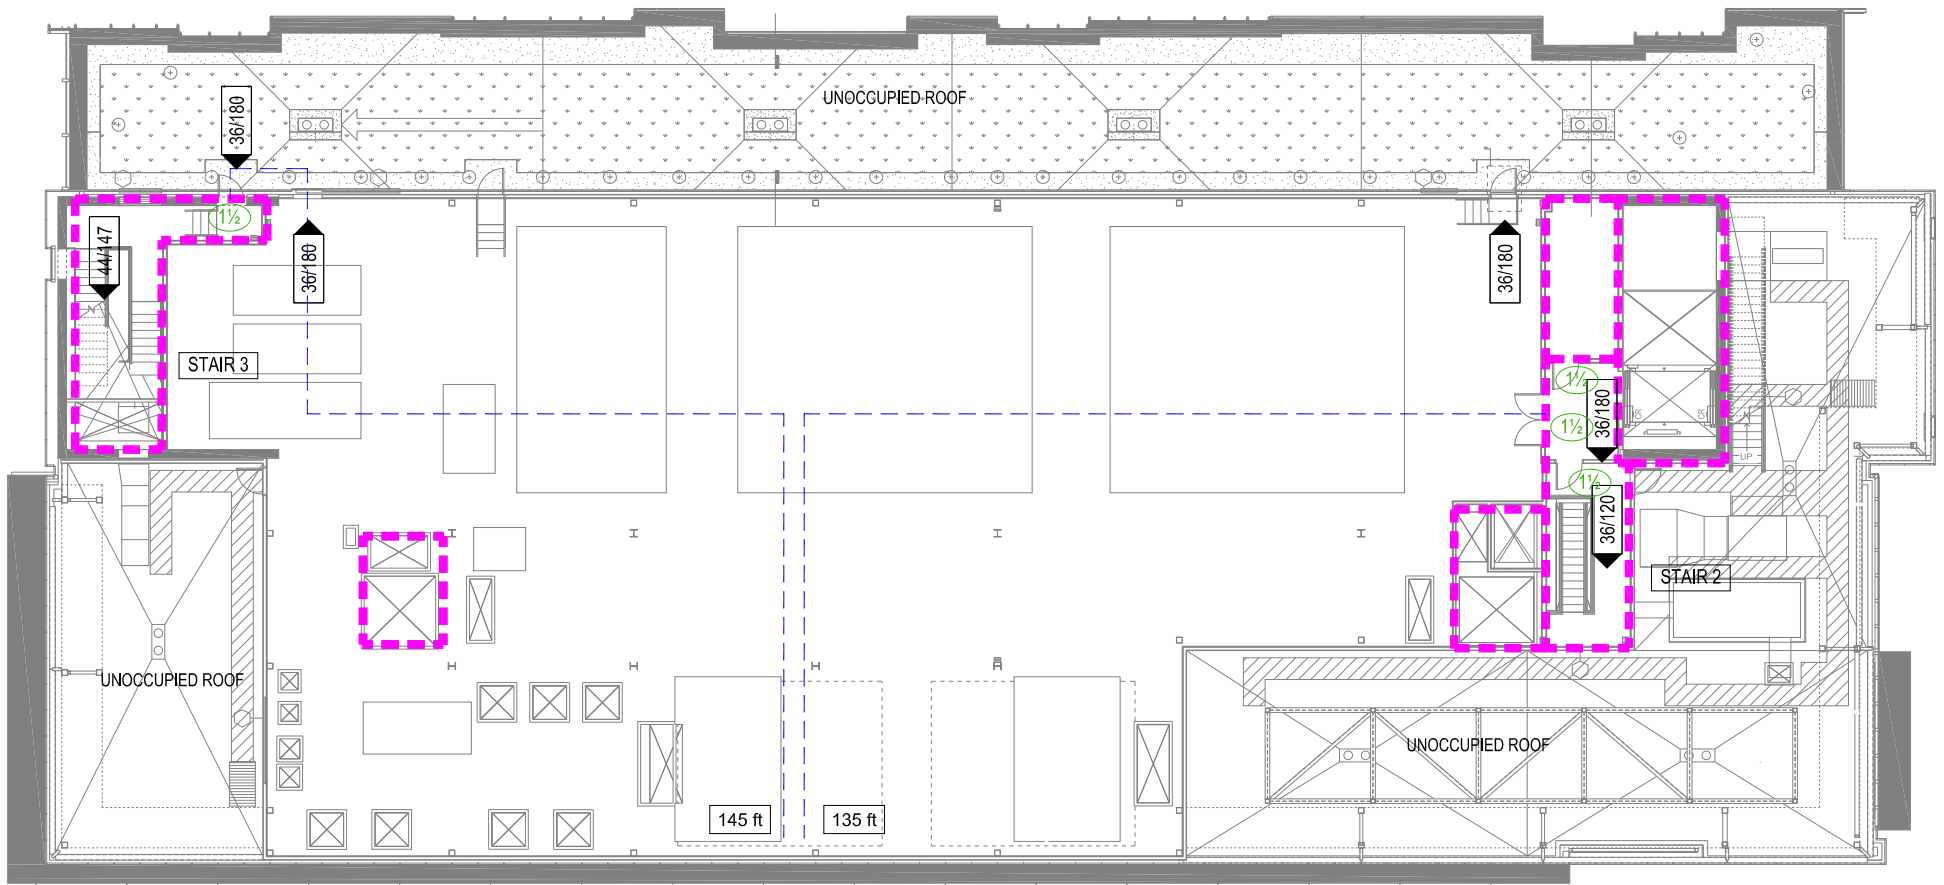 UNOCCUPIED ROOF
36/180
1½
44/147
36/180
36/180
STAIR 3
1½
36/180
1½
UP
1½
36/120
STAIR 2
UNOCCUPIED ROOF
UNOCCUPIED ROOF
145 ft
135 ft